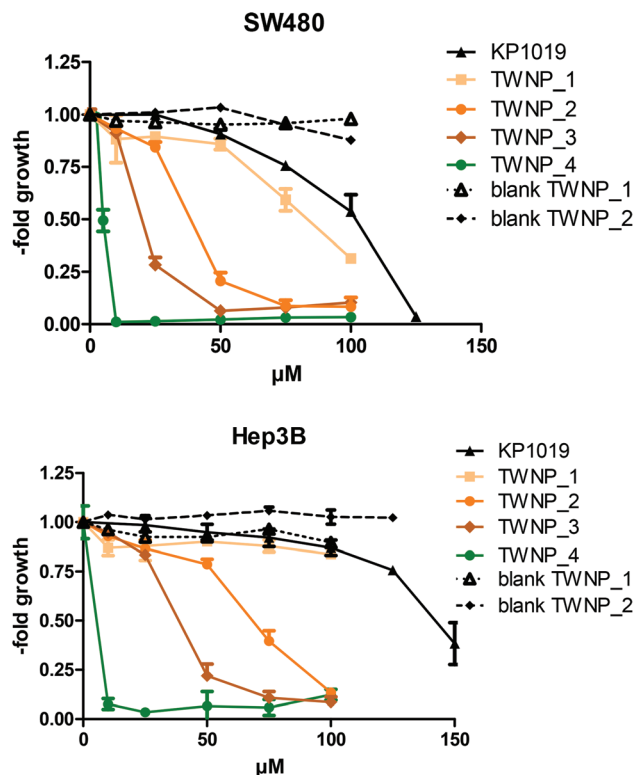 SW480
-fold growth
1.25
1.00
0.75
0.50
0.25
0.00
0
50
100
150
µM
KP1019
TWNP_1
TWNP_2
TWNP_3
TWNP_4
blank TWNP_1
blank TWNP_2
Hep3B
-fold growth
1.25
1.00
0.75
0.50
0.25
0.00
0
50
100
150
µM
KP1019
TWNP_1
TWNP_2
TWNP_3
TWNP_4
blank TWNP_1
blank TWNP_2